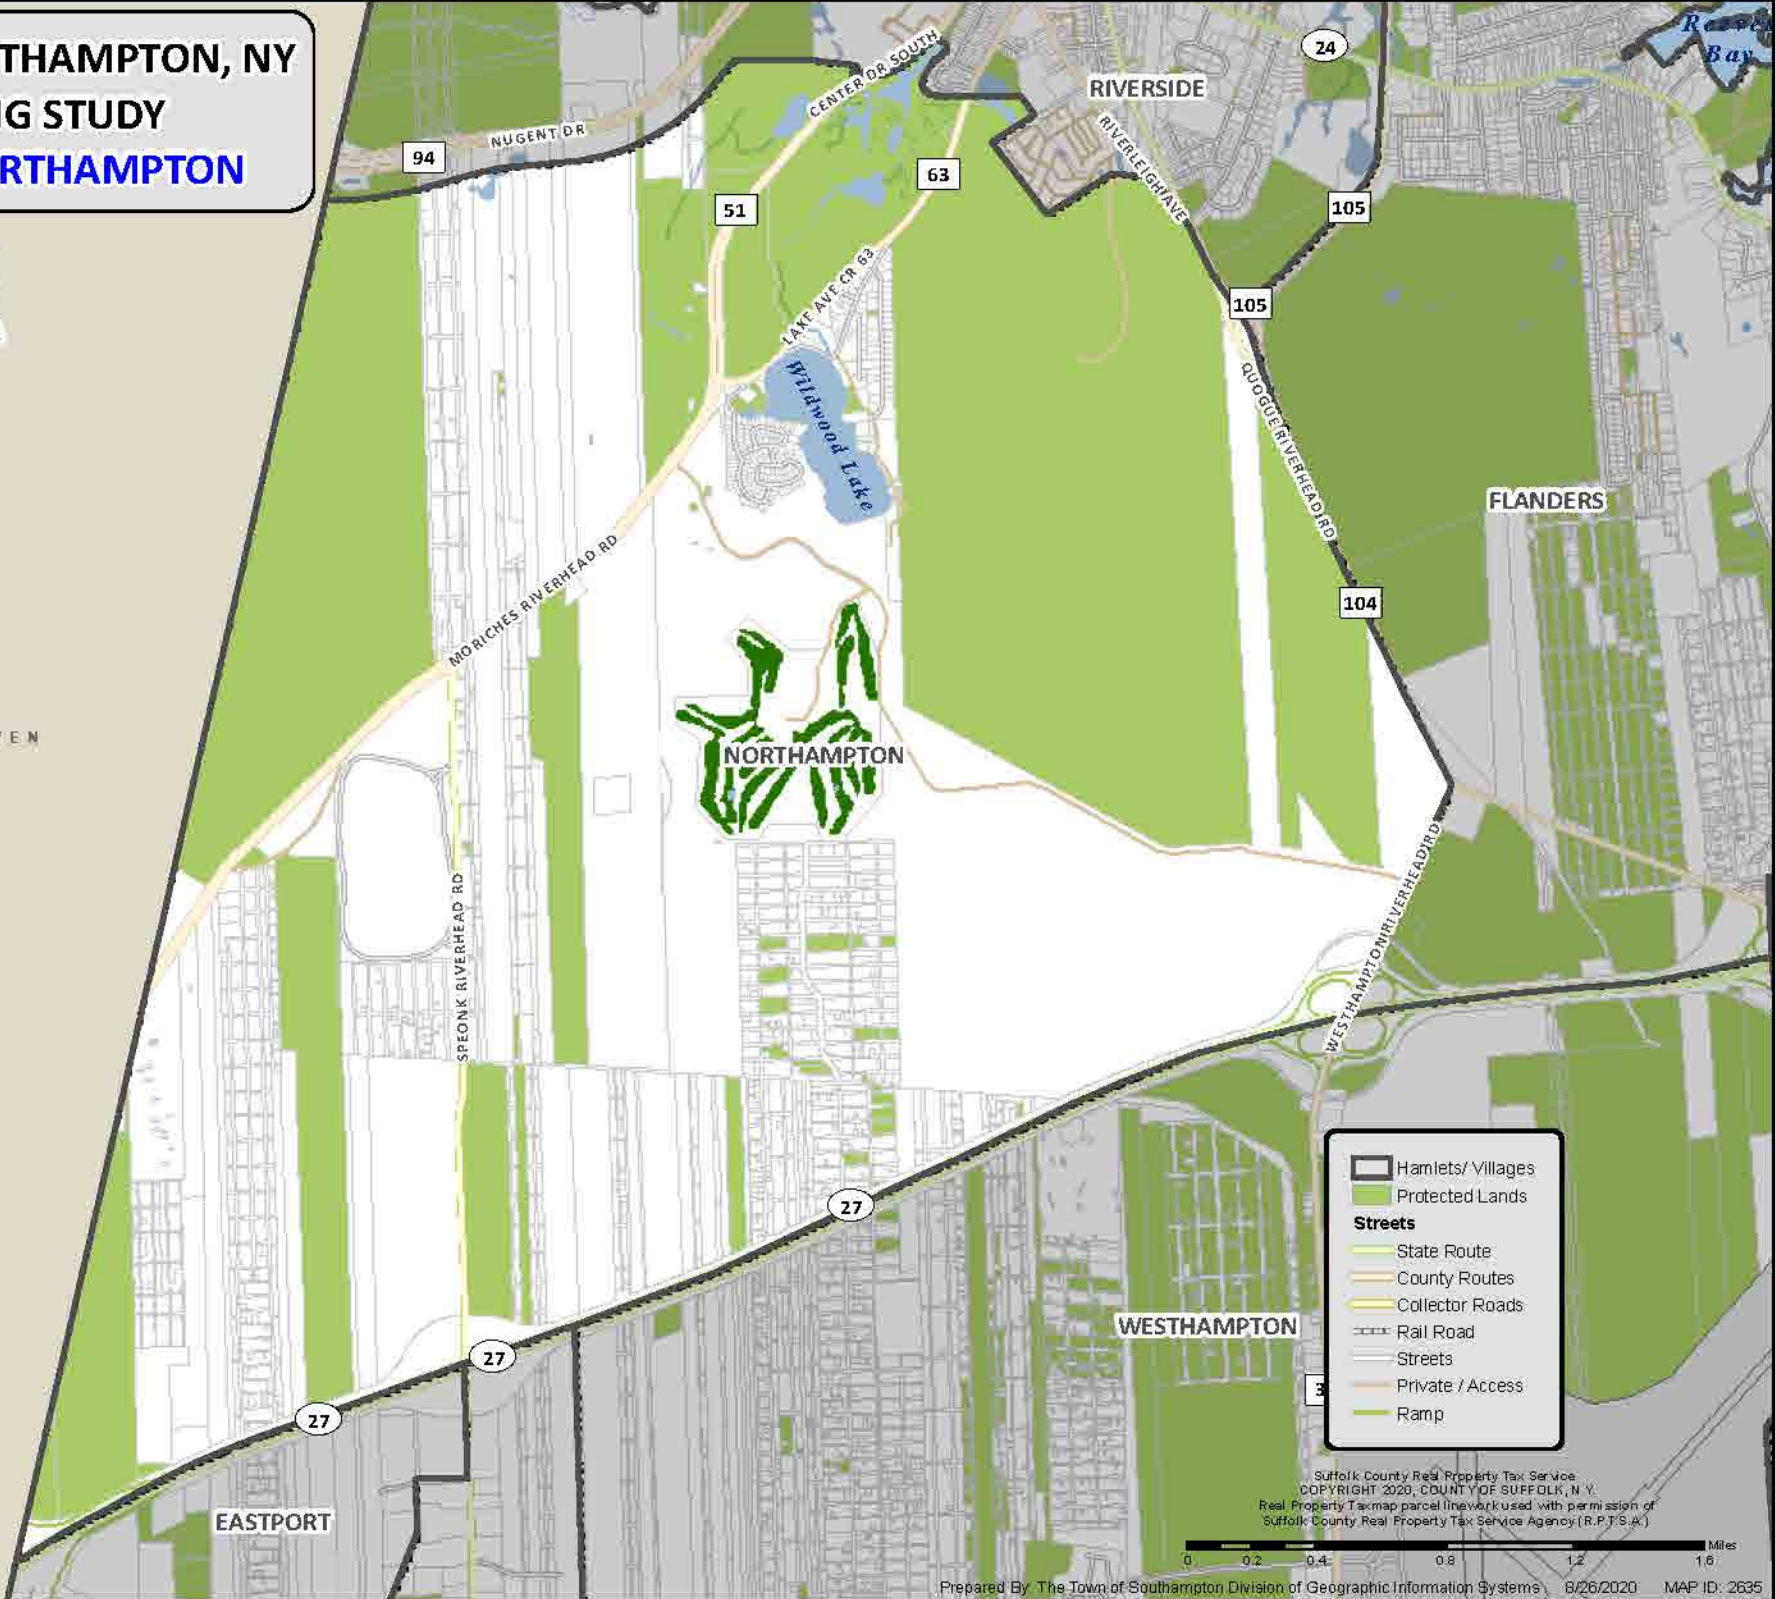 THAMPTON, NY
G STUDY
RTHAMPTON
Bay
24
RIVERSIDE
CENTER DR SOUTH
NUGENT DR
94
63
51
RIVERLEIGH AVE
105
LAKE AVE CR 63
105
Wildwood Lake
QUOGUE RIVERHEAD RD
FLANDERS
MORICHES RIVERHEAD RD
104
EN
NORTHAMPTON
SPEONK RIVERHEAD RD
WESTHAMPTON RIVERHEAD RD
27
27
27
WESTHAMPTON
EASTPORT
3
Hamlets/ Villages
Protected Lands
Streets
State Route
County Routes
Collector Roads
Rail Road
Streets
Private / Access
Ramp
Suffolk County Real Property Tax Service
COPYRIGHT 2020, COUNTY OF SUFFOLK, N.Y.
Real Property Taxmap parcel linework used with permission of
Suffolk County Real Property Tax Service Agency (R.P.T.S.A.)
Miles
0 0.2 0.4 0.8 1.2 1.6
Prepared By: The Town of Southampton Division of Geographic Information Systems 8/26/2020 MAP ID: 2635